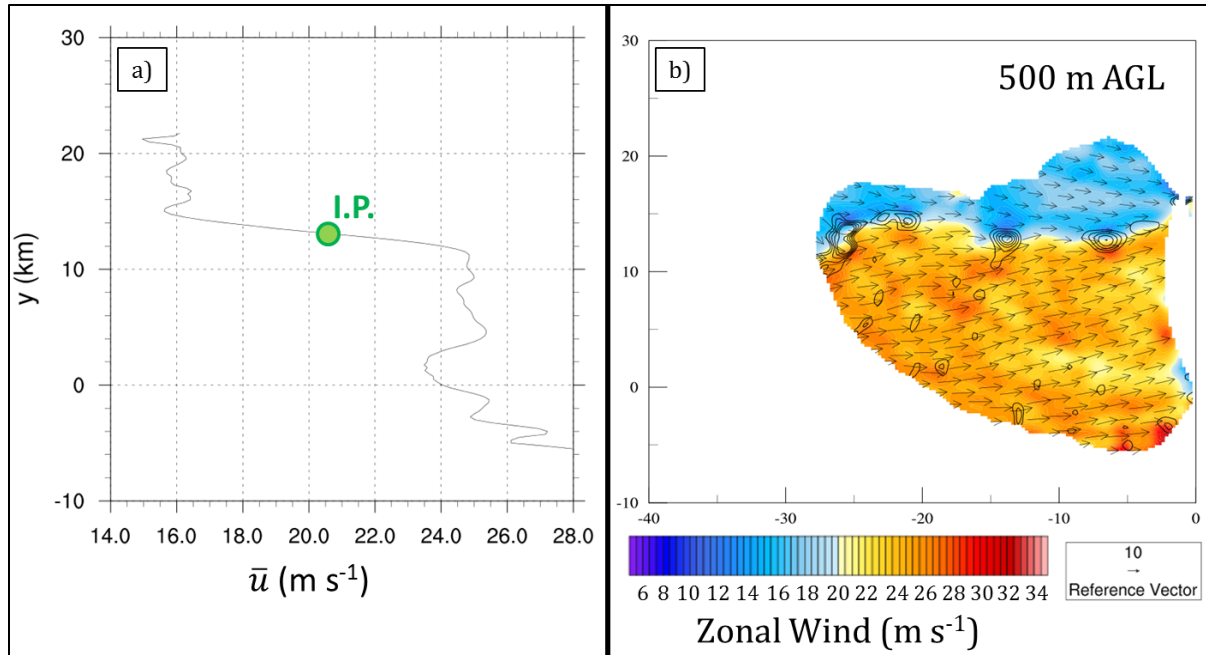 a)
30
20
10
0
-10
y (km)
I.P.
14.0 16.0 18.0 20.0 22.0 24.0 26.0 28.0
u̅ (m s-1)
b)
500 m AGL
30
20
10
0
-10
-40 -30 -20 -10 0
6 8 10 12 14 16 18 20 22 24 26 28 30 32 34
Zonal Wind (m s-1)
10
Reference Vector